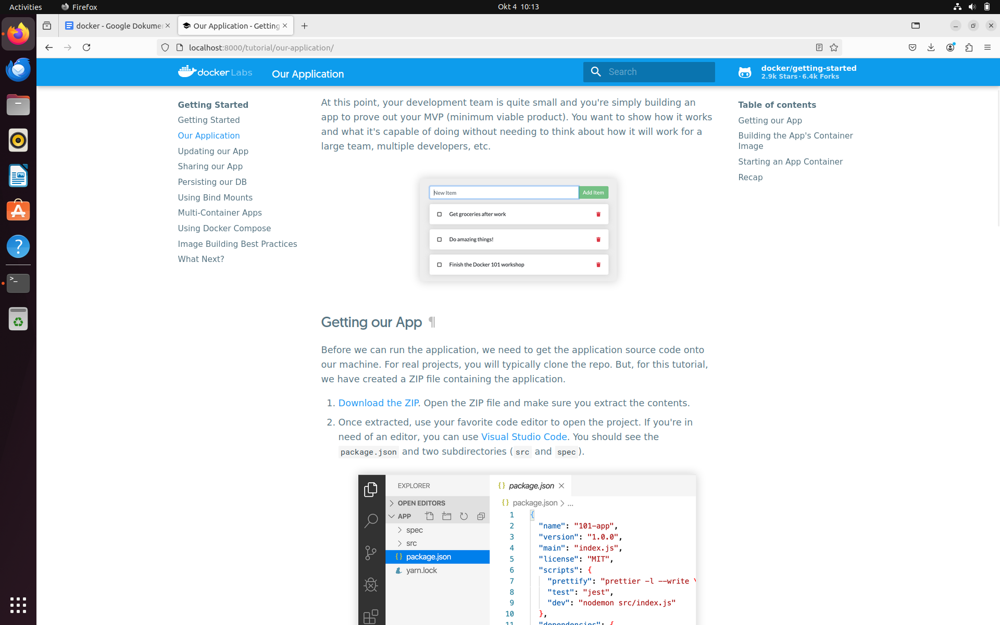 Activities
Firefox
Okt 4 10:13
docker - Google Dokume
Our Application - Getting
localhost:8000/tutorial/our-application/
docker Labs
Our Application
Search
docker/getting-started
2.9k Stars · 6.4k Forks
Getting Started
Getting Started
Our Application
Updating our App
Sharing our App
Persisting our DB
Using Bind Mounts
Multi-Container Apps
Using Docker Compose
Image Building Best Practices
What Next?
At this point, your development team is quite small and you're simply building an
app to prove out your MVP (minimum viable product). You want to show how it works
and what it's capable of doing without needing to think about how it will work for a
large team, multiple developers, etc.
New Item
Add Item
Get groceries after work
Do amazing things!
Finish the Docker 101 workshop
Getting our App ¶
Before we can run the application, we need to get the application source code onto
our machine. For real projects, you will typically clone the repo. But, for this tutorial,
we have created a ZIP file containing the application.
1. Download the ZIP. Open the ZIP file and make sure you extract the contents.
2. Once extracted, use your favorite code editor to open the project. If you're in
need of an editor, you can use Visual Studio Code. You should see the
package.json and two subdirectories (src and spec).
EXPLORER
OPEN EDITORS
APP
spec
src
{} package.json
yarn.lock
{} package.json
{} package.json > ...
1 {
2 "name": "101-app",
3 "version": "1.0.0",
4 "main": "index.js",
5 "license": "MIT",
6 "scripts": {
7 "prettify": "prettier -l --write \
8 "test": "jest",
9 "dev": "nodemon src/index.js"
10 },
11 "dependencies": {
Table of contents
Getting our App
Building the App's Container
Image
Starting an App Container
Recap